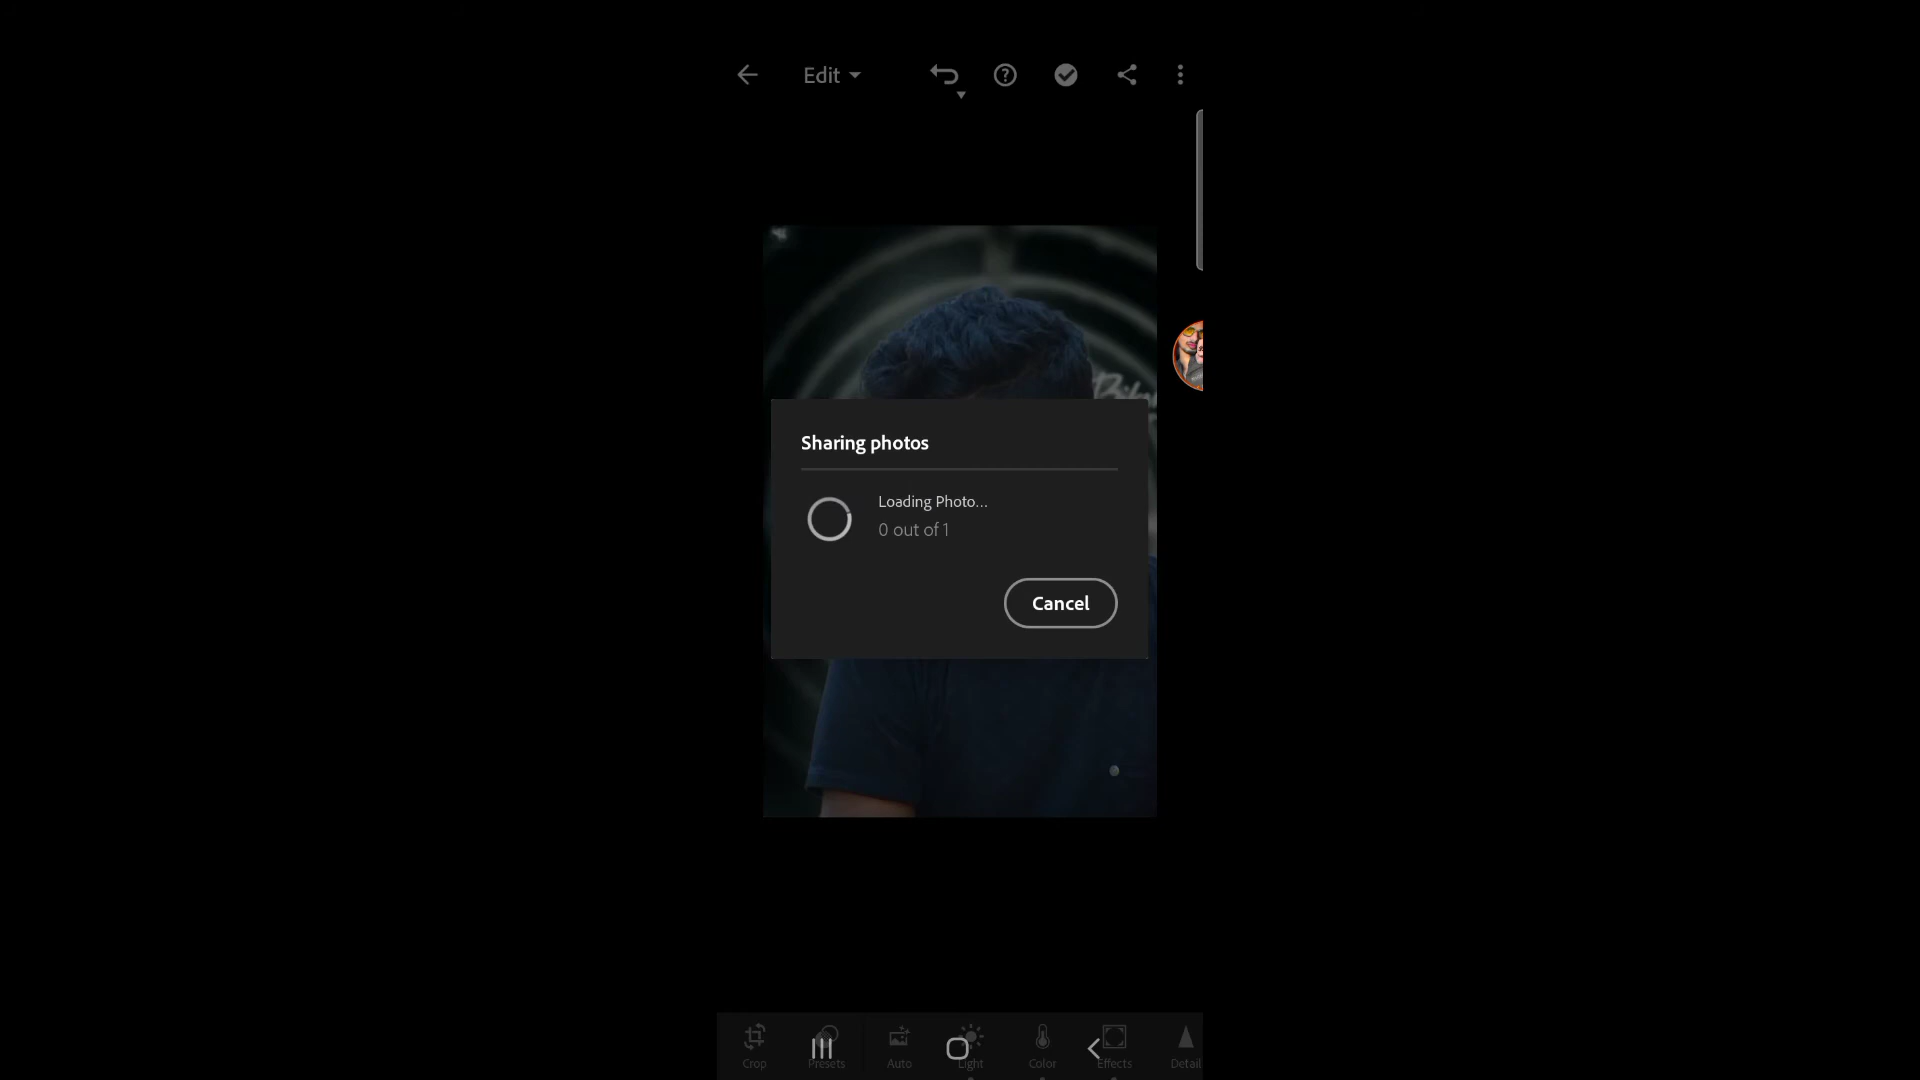 Edit
Sharing photos
Loading Photo...
0 out of 1
Cancel
Crop
Presets
Auto
Light
Color
Effects
Detail